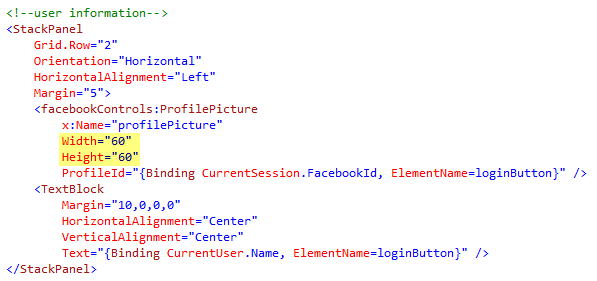 <!--user information-->
<StackPanel
Grid.Row="2"
Orientation="Horizontal"
HorizontalAlignment="Left"
Margin="5">
<facebookControls:ProfilePicture
x:Name="profilePicture"
Width="60"
Height="60"
ProfileId="{Binding CurrentSession.FacebookId, ElementName=loginButton}" />
<TextBlock
Margin="10,0,0,0"
HorizontalAlignment="Center"
VerticalAlignment="Center"
Text="{Binding CurrentUser.Name, ElementName=loginButton}" />
</StackPanel>